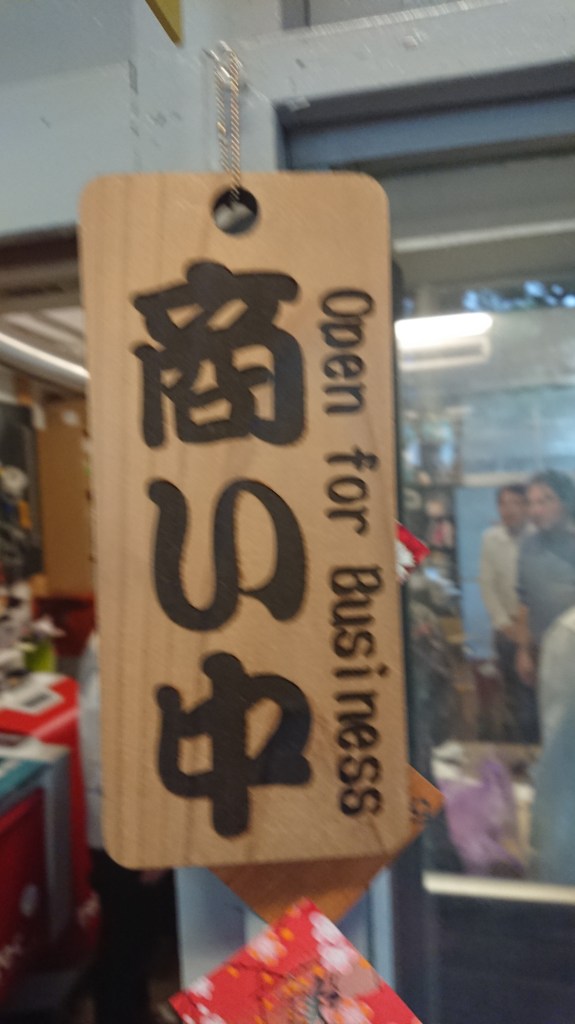 商い中
Open for Business